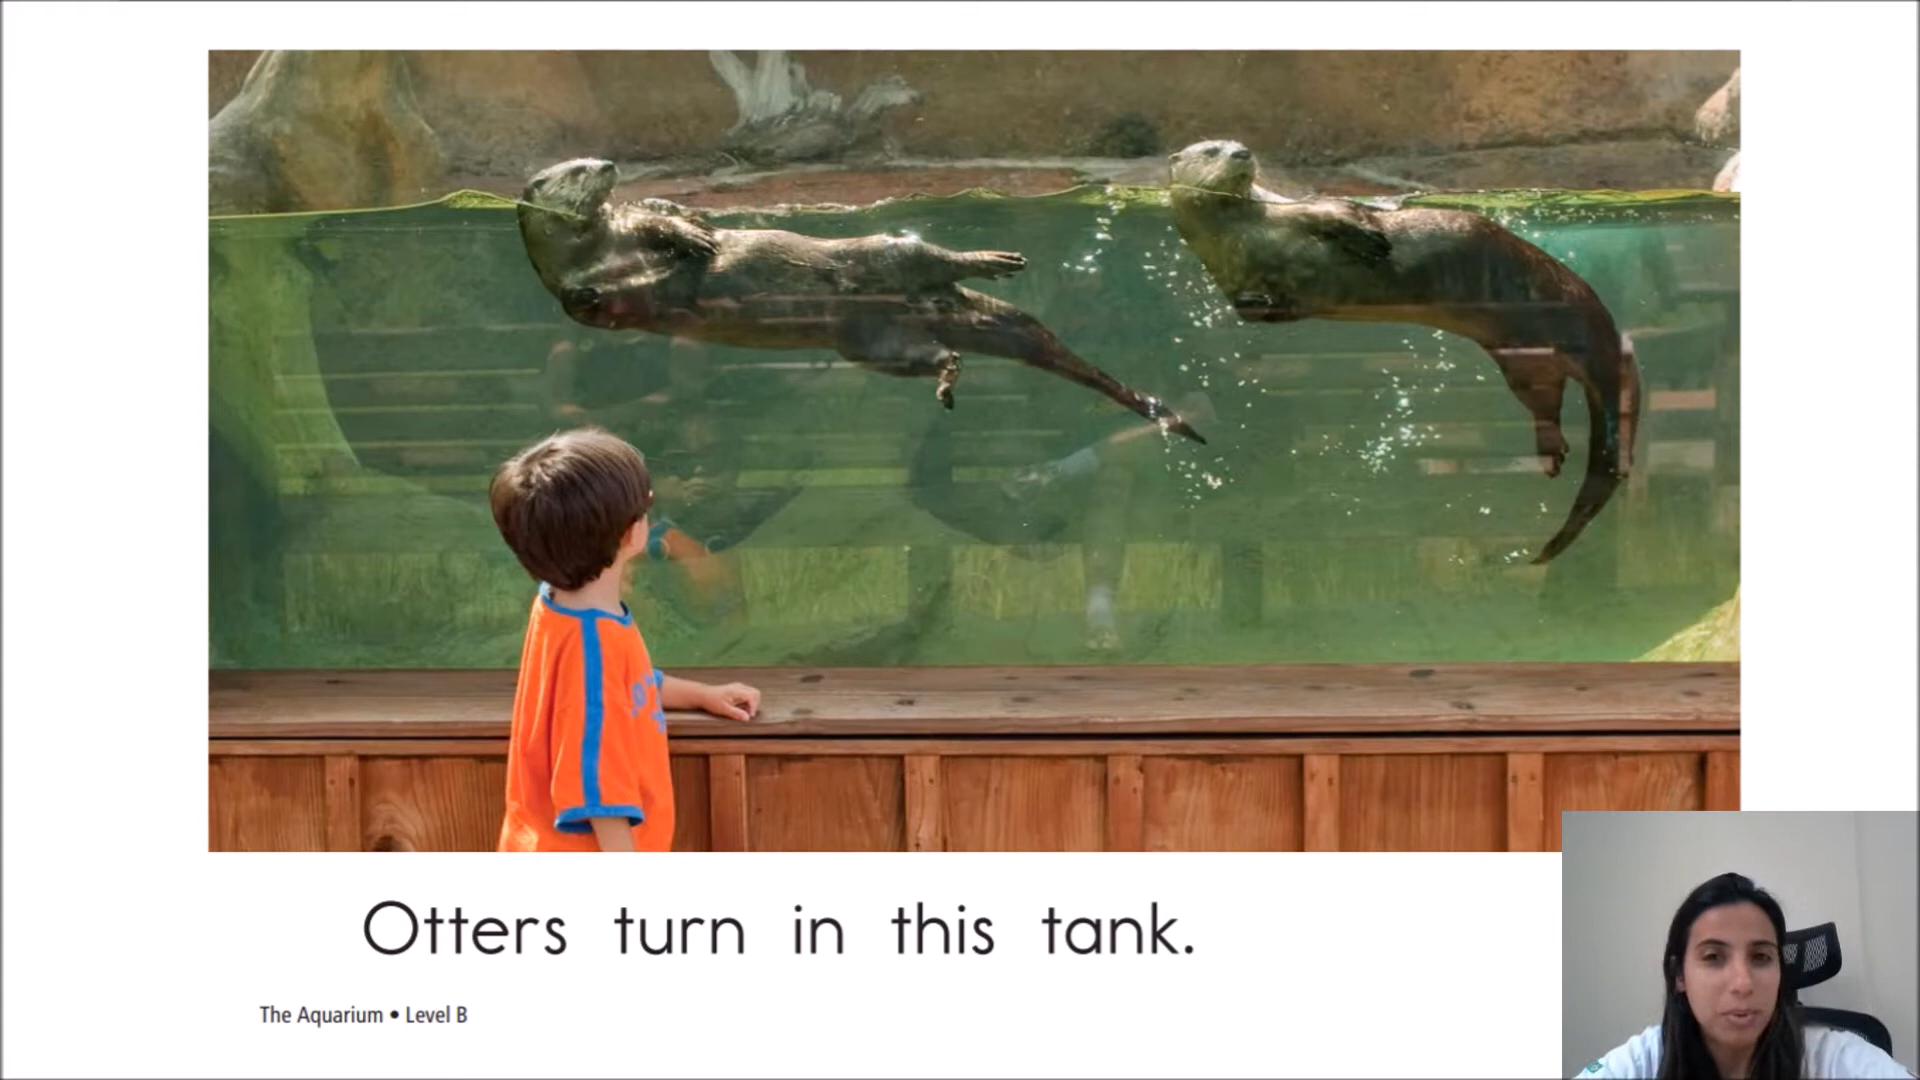 Otters turn in this tank.
The Aquarium • Level B